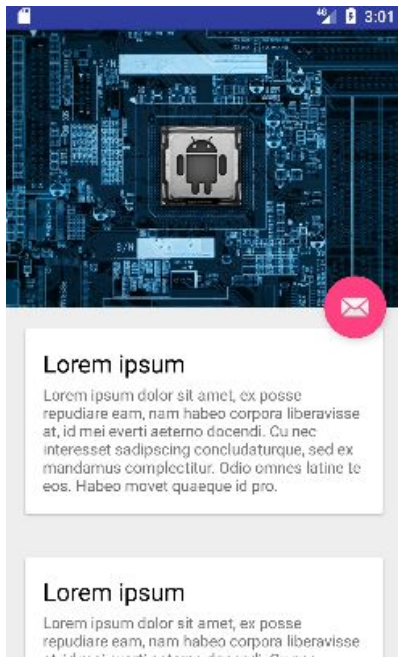 4G 3:01
S/N
S/N
Lorem ipsum
Lorem ipsum dolor sit amet, ex posse
repudiare eam, nam habeo corpora liberavisse
at, id mei everti aeterno docendi. Cu nec
interesset sadipscing concludaturque, sed ex
mandamus complectitur. Odio omnes latine te
eos. Habeo movet quaeque id pro.
Lorem ipsum
Lorem ipsum dolor sit amet, ex posse
repudiare eam, nam habeo corpora liberavisse